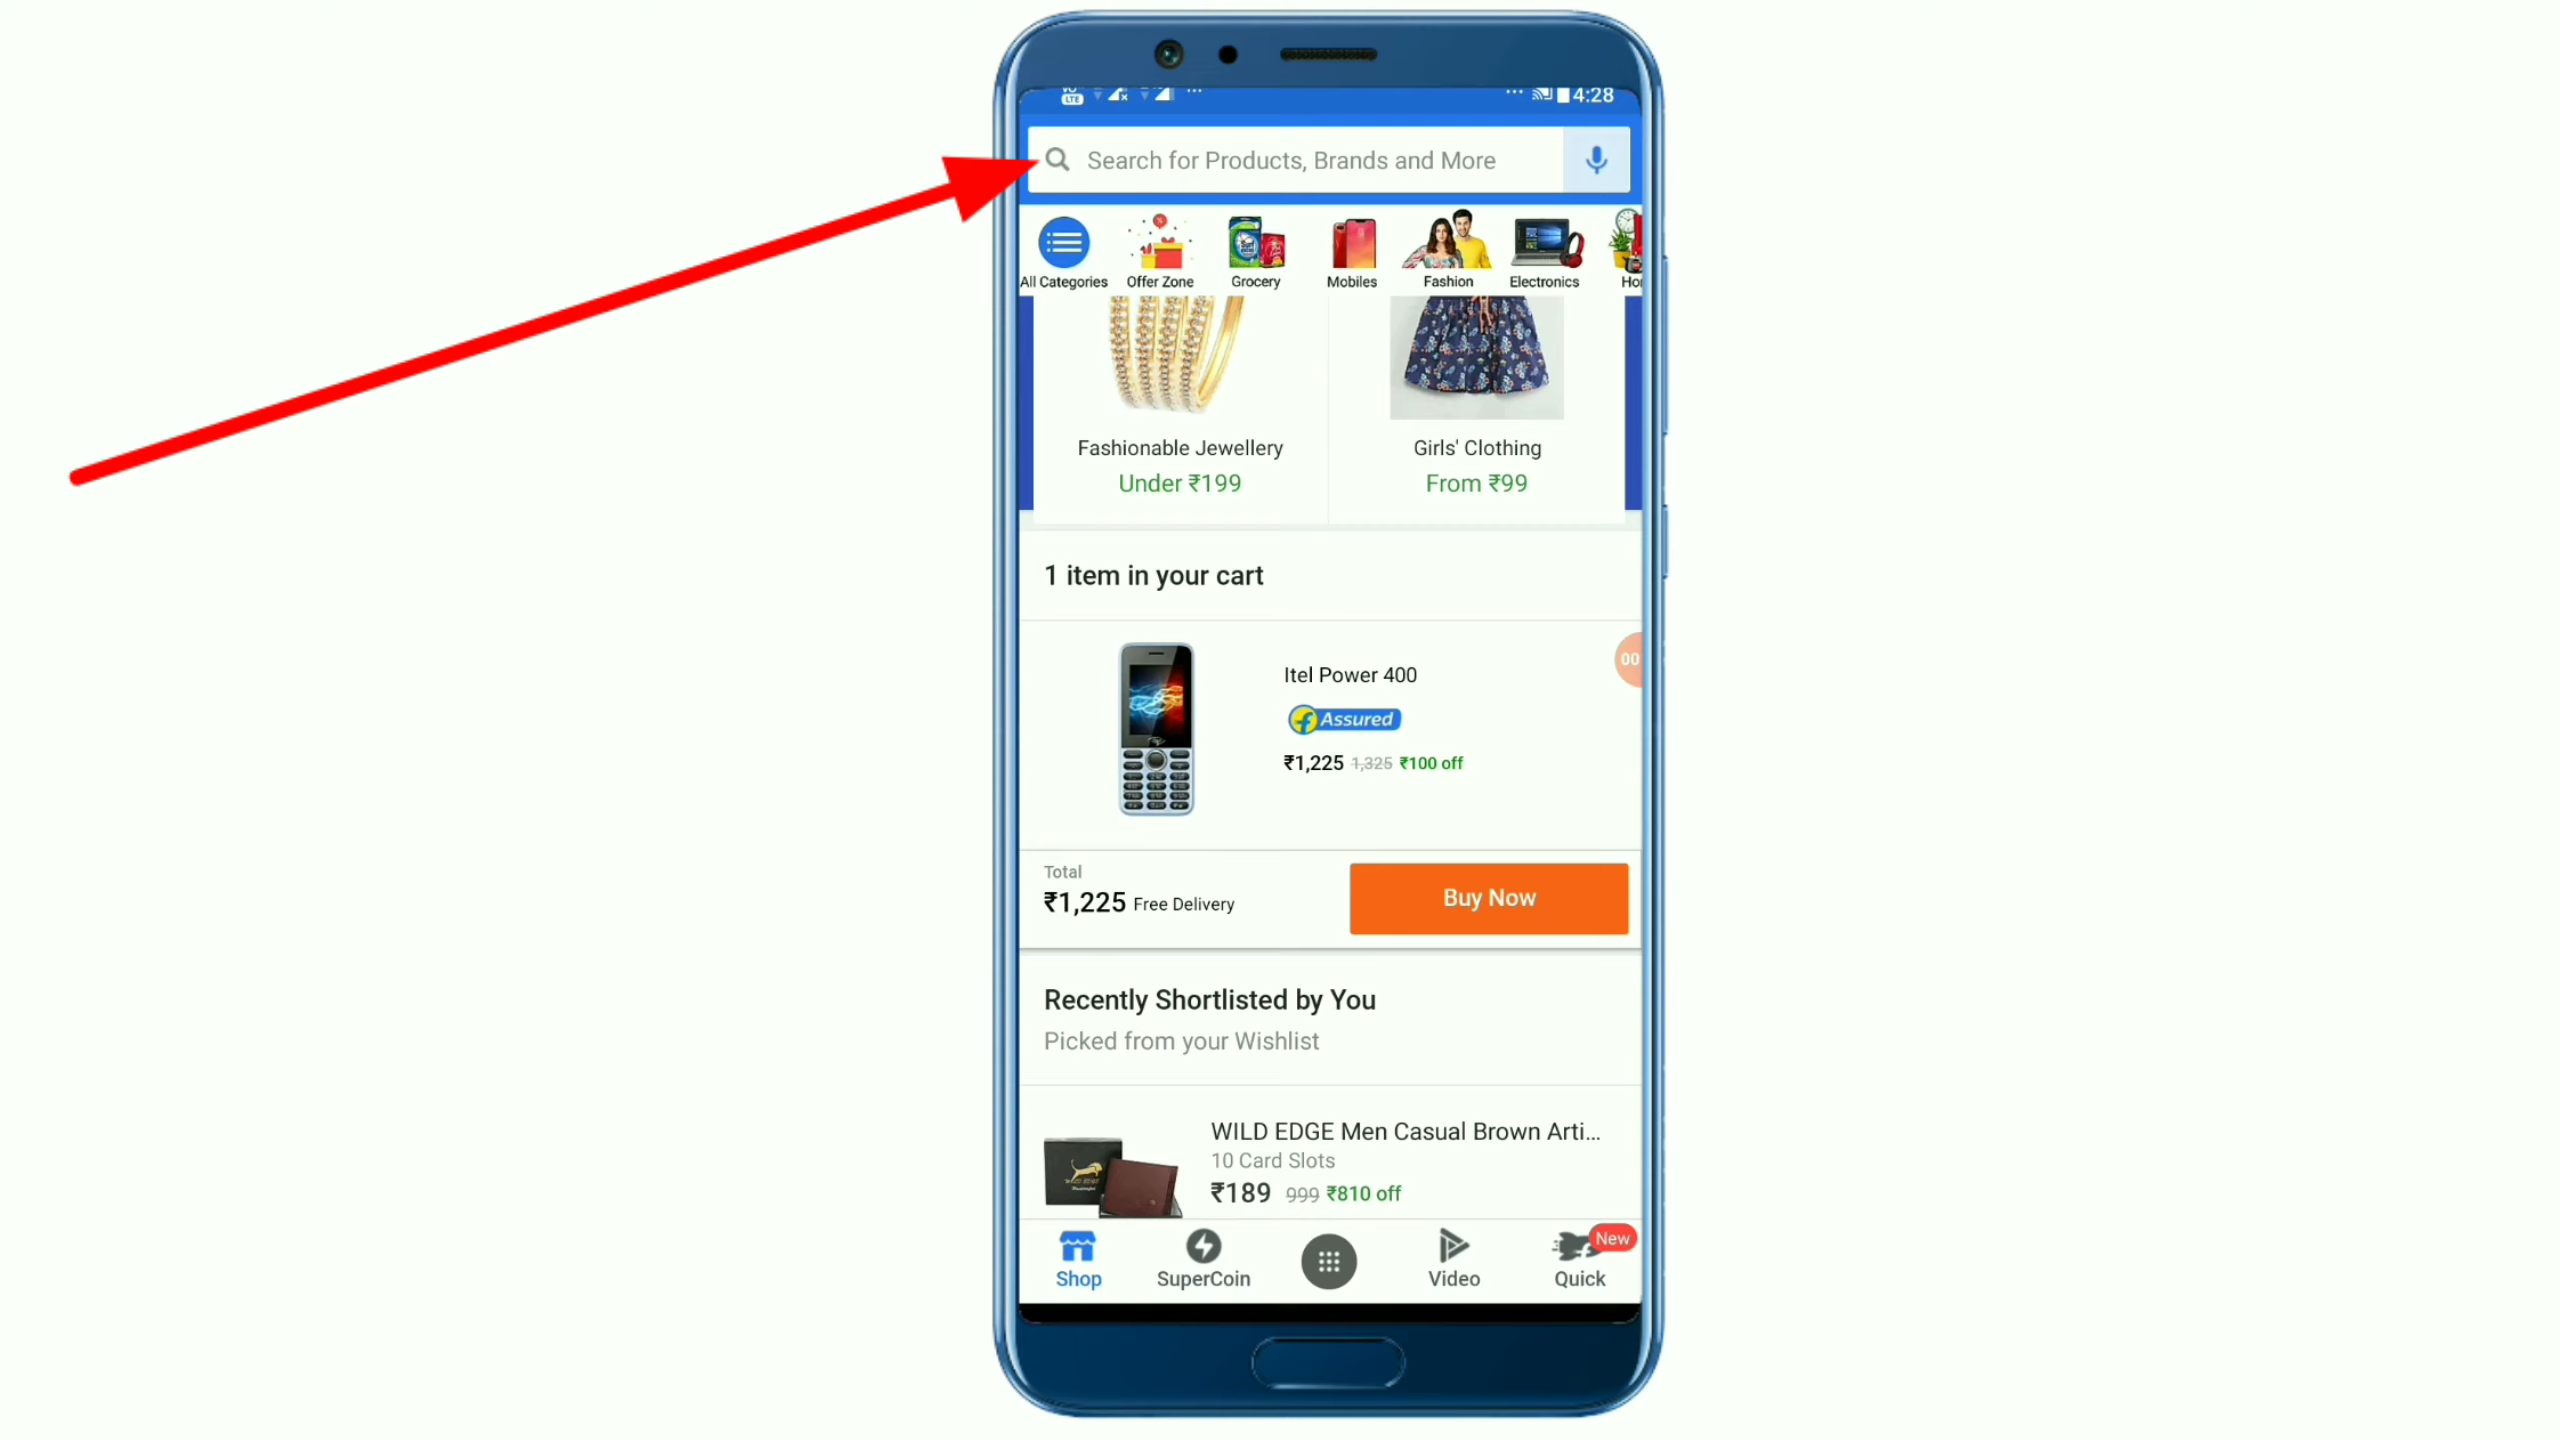 VO
LTE
4:28
Search for Products, Brands and More
All Categories
Offer Zone
Grocery
Mobiles
Fashion
Electronics
Fashionable Jewellery
Under ₹199
Girls' Clothing
From ₹99
1 item in your cart
Itel Power 400
Assured
₹1,225 1,325 ₹100 off
00
Total
₹1,225 Free Delivery
Buy Now
Recently Shortlisted by You
Picked from your Wishlist
WILD EDGE Men Casual Brown Arti...
10 Card Slots
₹189 999 ₹810 off
Shop
SuperCoin
Video
Quick
New